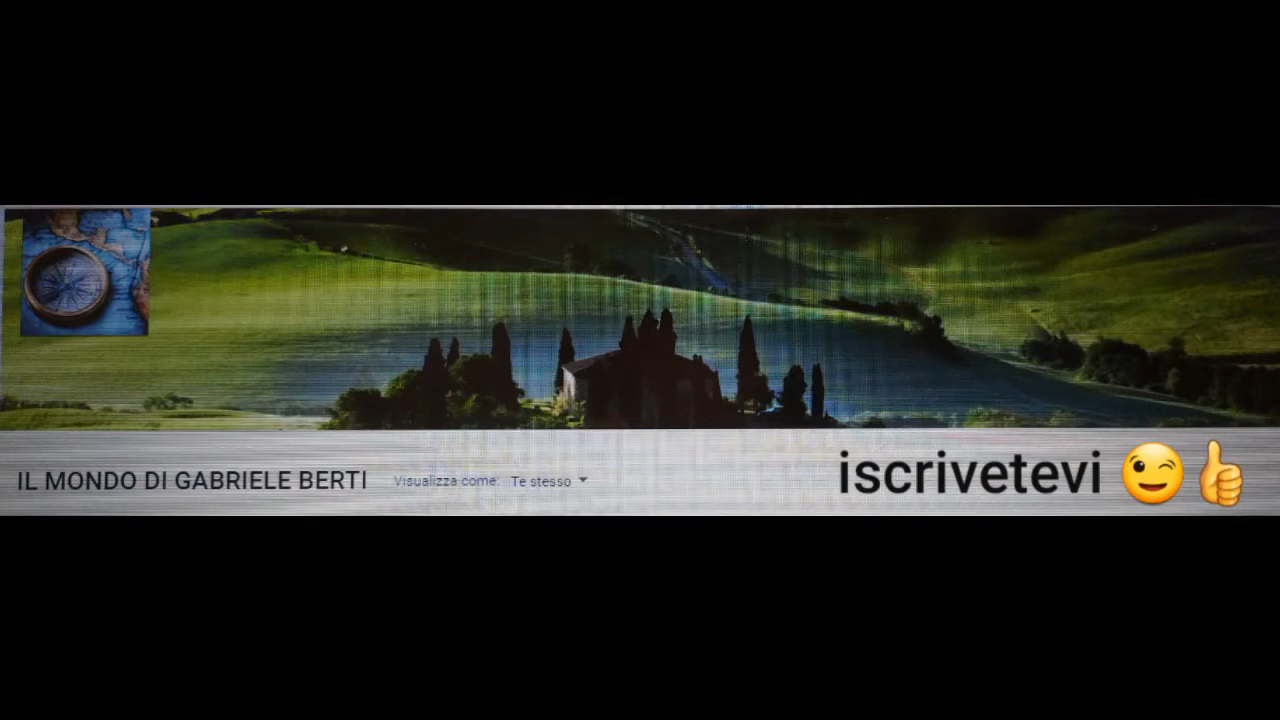 IL MONDO DI GABRIELE BERTI Visualizza come: Te stesso iscrivetevi 😉👍